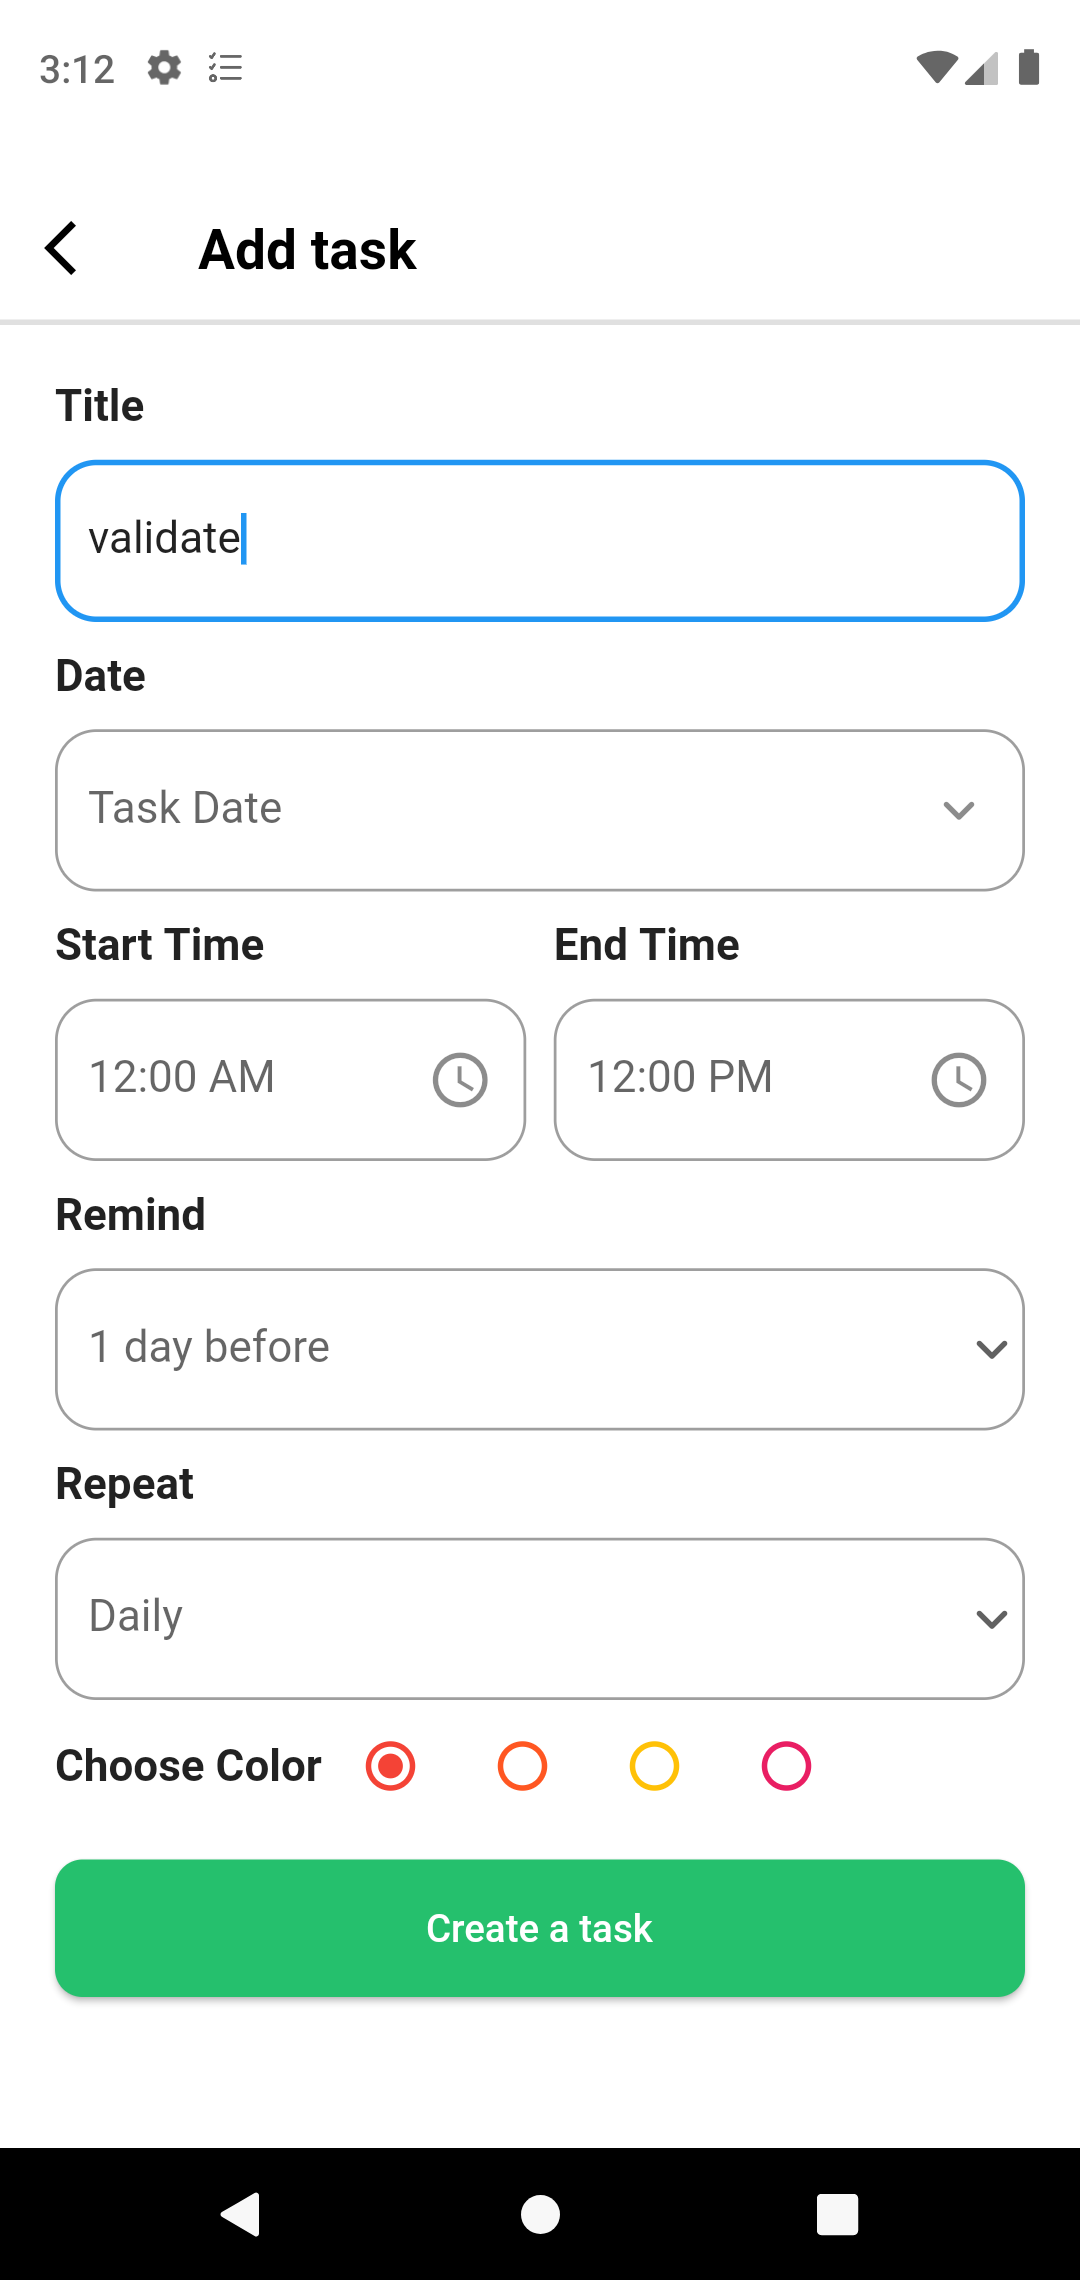 3:12
Add task
Title
validate
Date
Task Date
Start Time End Time
12:00 AM 12:00 PM
Remind
1 day before
Repeat
Daily
Choose Color
Create a task